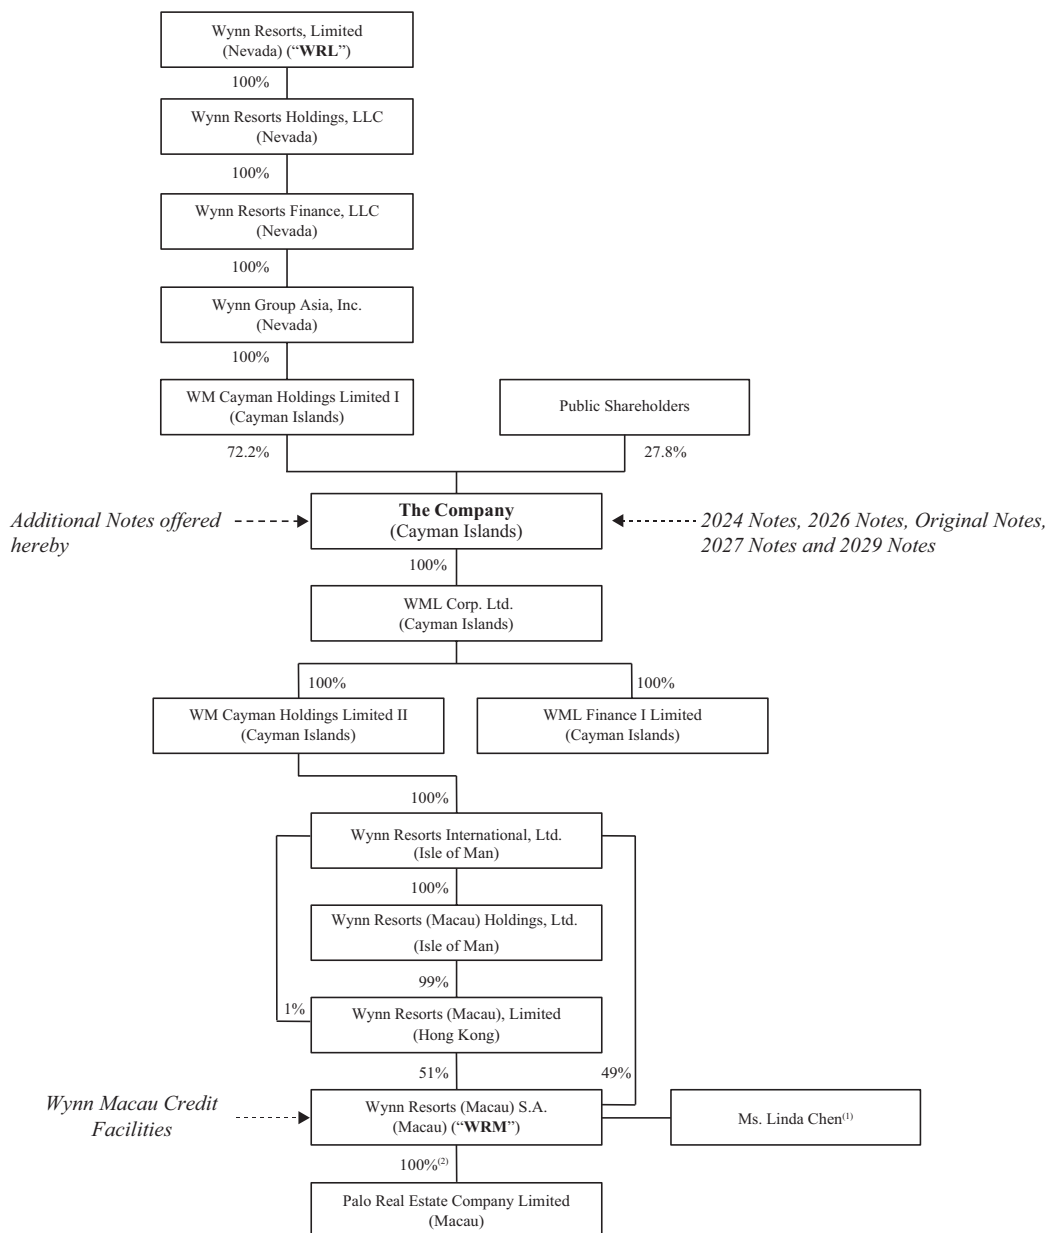 Wynn Resorts, Limited
(Nevada) (“WRL”)
100%
Wynn Resorts Holdings, LLC
(Nevada)
100%
Wynn Resorts Finance, LLC
(Nevada)
100%
Wynn Group Asia, Inc.
(Nevada)
100%
WM Cayman Holdings Limited I
(Cayman Islands)
Public Shareholders
72.2%
27.8%
Additional Notes offered
hereby
The Company
(Cayman Islands)
2024 Notes, 2026 Notes, Original Notes,
2027 Notes and 2029 Notes
100%
WML Corp. Ltd.
(Cayman Islands)
100%
100%
WM Cayman Holdings Limited II
(Cayman Islands)
WML Finance I Limited
(Cayman Islands)
100%
Wynn Resorts International, Ltd.
(Isle of Man)
100%
Wynn Resorts (Macau) Holdings, Ltd.
(Isle of Man)
99%
1%
Wynn Resorts (Macau), Limited
(Hong Kong)
51%
49%
Wynn Macau Credit
Facilities
Wynn Resorts (Macau) S.A.
(Macau) (“WRM”)
Ms. Linda Chen(1)
100%(2)
Palo Real Estate Company Limited
(Macau)